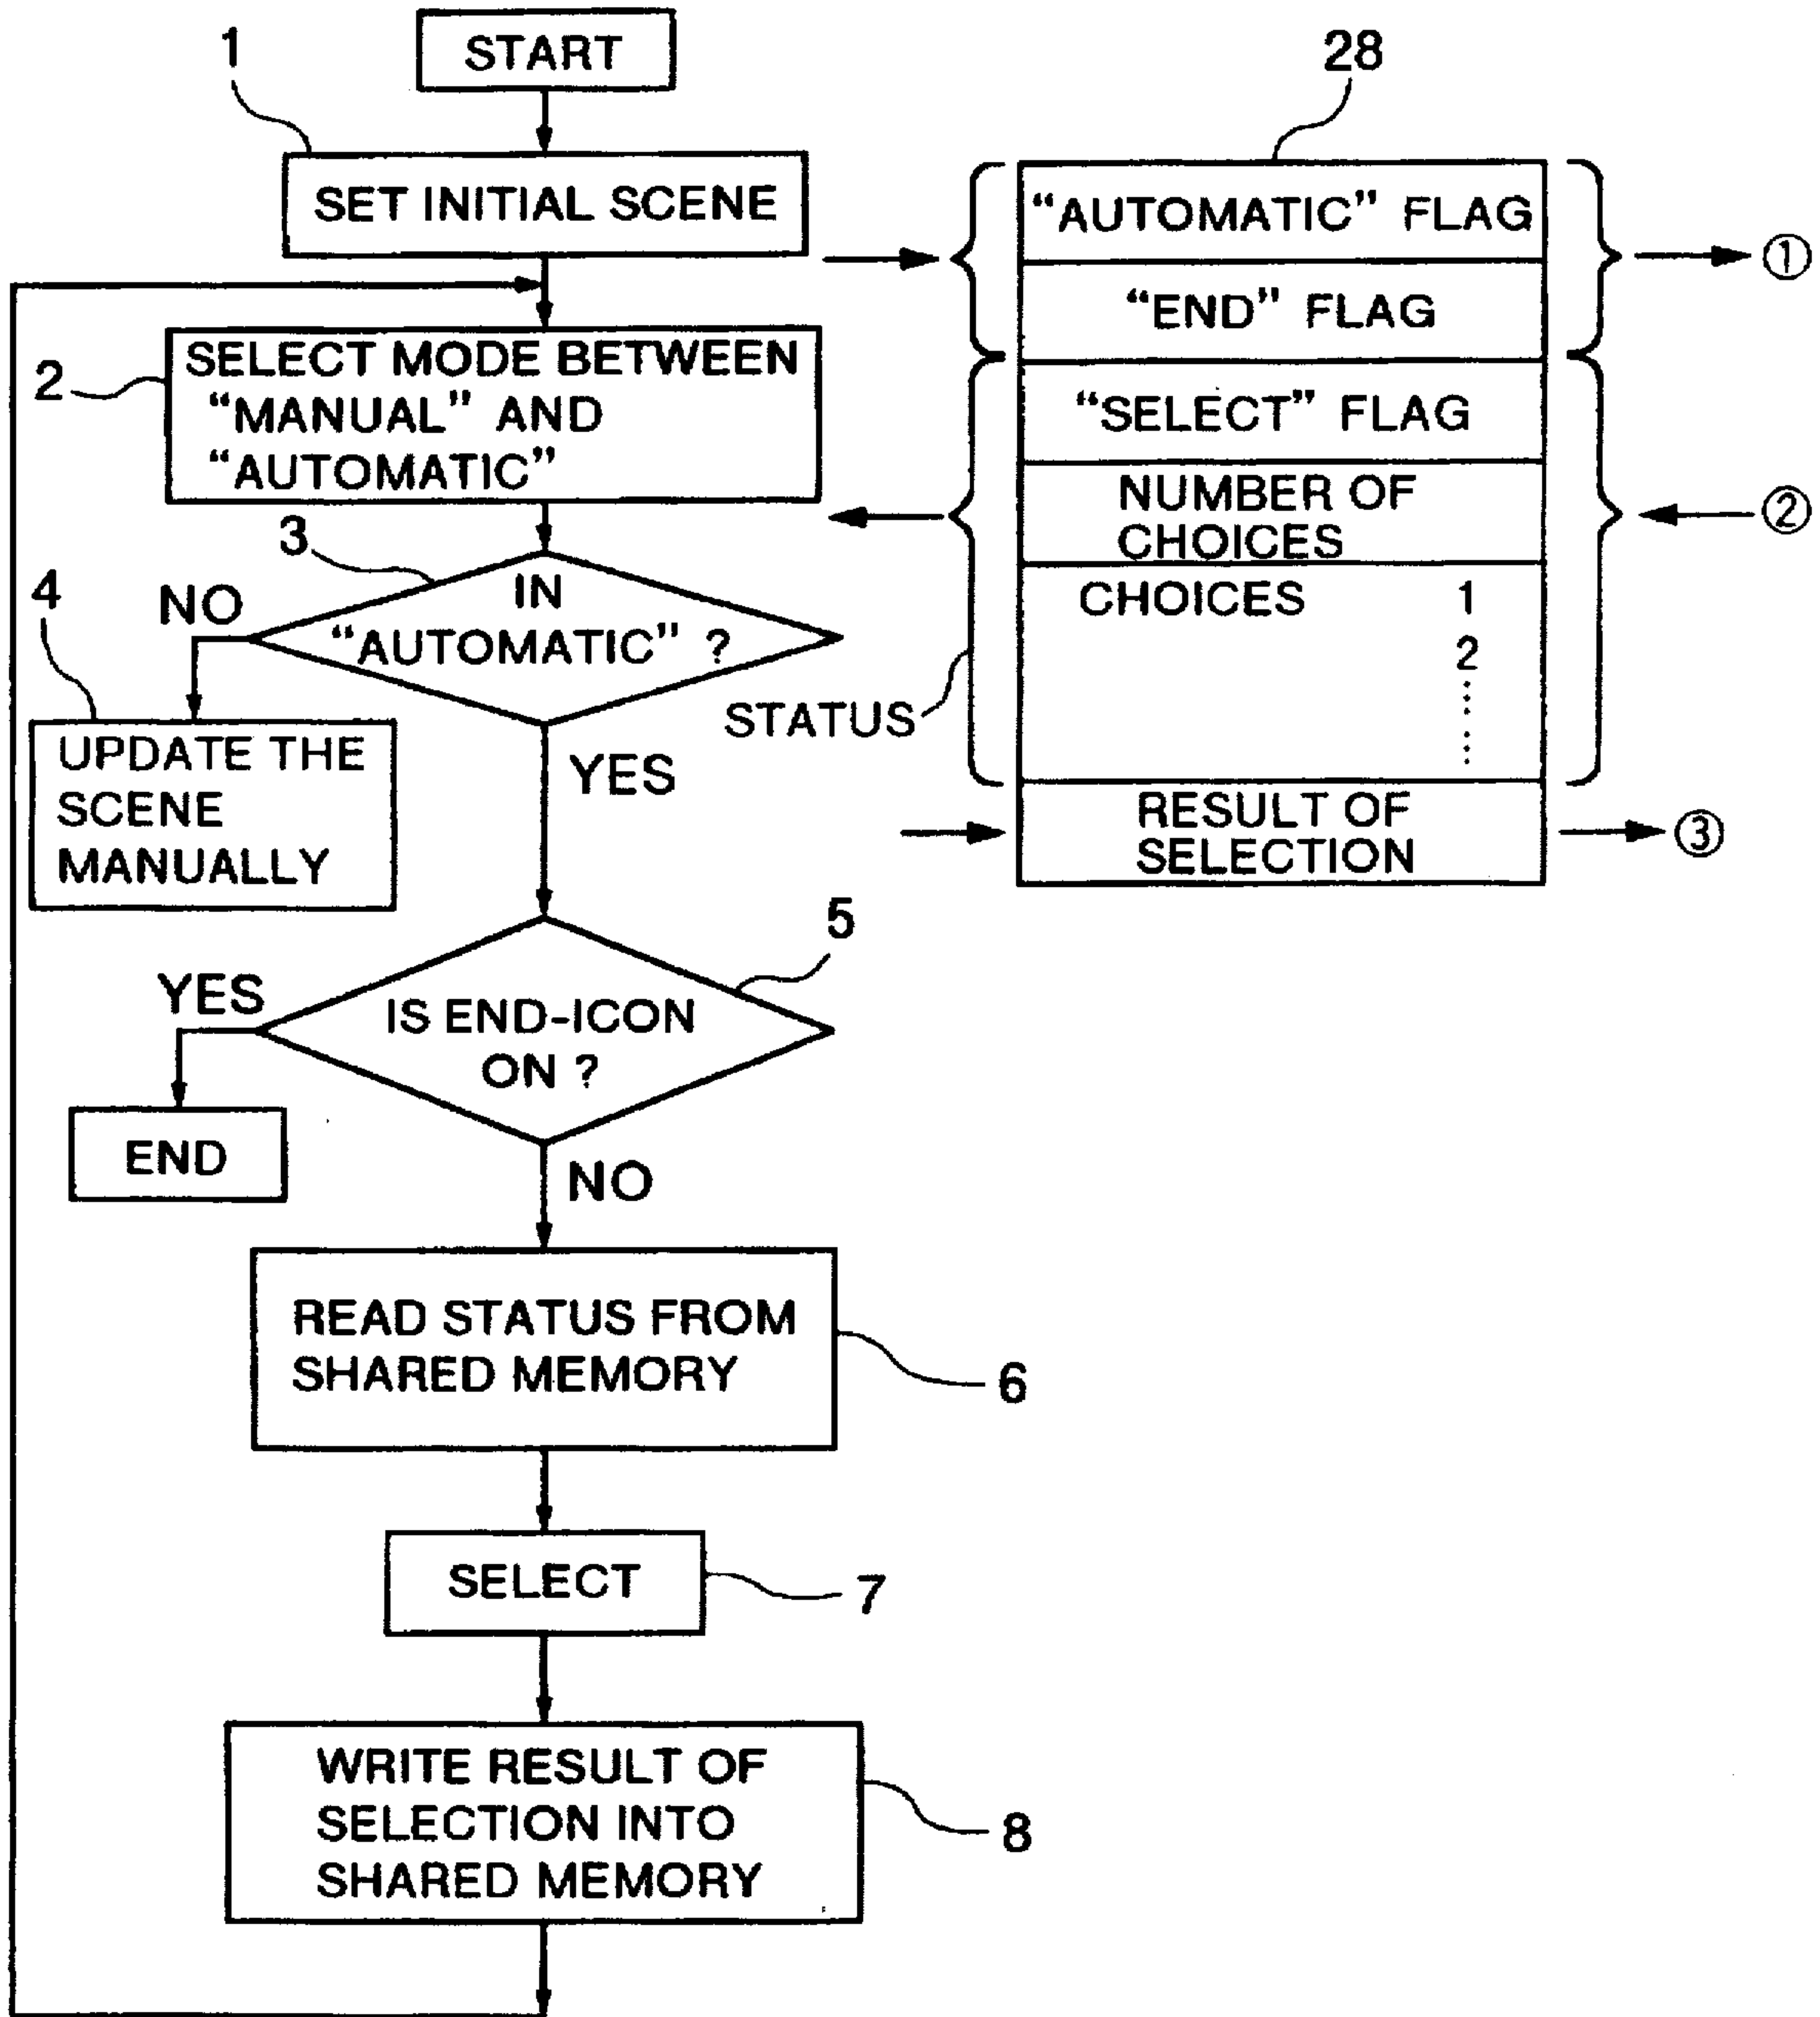 START
1
SET INITIAL SCENE
2
SELECT MODE BETWEEN
“MANUAL” AND
“AUTOMATIC”
3
IN
“AUTOMATIC” ?
NO
YES
4
UPDATE THE
SCENE
MANUALLY
5
IS END-ICON
ON ?
YES
NO
END
READ STATUS FROM
SHARED MEMORY
6
SELECT
7
WRITE RESULT OF
SELECTION INTO
SHARED MEMORY
8
28
“AUTOMATIC” FLAG
“END” FLAG
①
“SELECT” FLAG
NUMBER OF
CHOICES
②
CHOICES 1
2
STATUS
RESULT OF
SELECTION
③